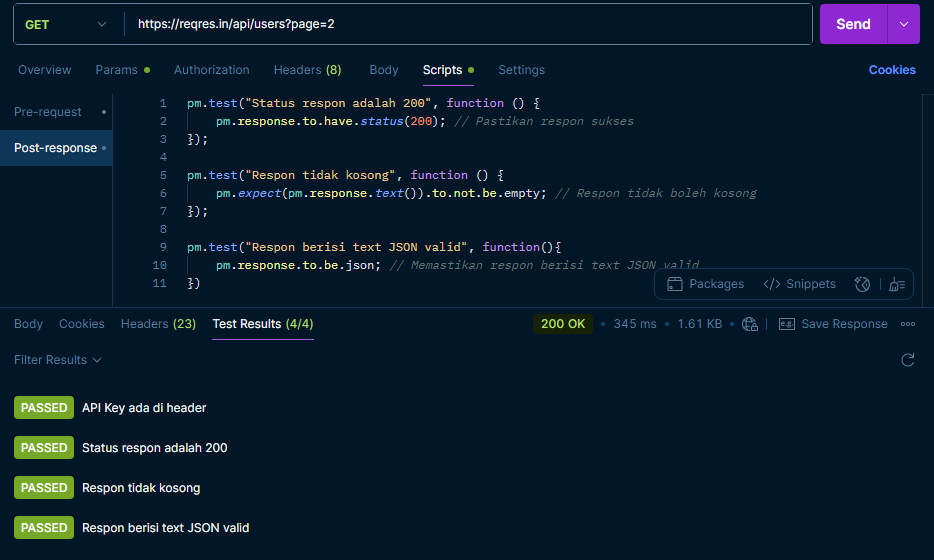 GET https://reqres.in/api/users?page=2 Send
Overview Params Authorization Headers (8) Body Scripts Settings Cookies
Pre-request
Post-response
1 pm.test("Status respon adalah 200", function () {
2 pm.response.to.have.status(200); // Pastikan respon sukses
3 });
4
5 pm.test("Respon tidak kosong", function () {
6 pm.expect(pm.response.text()).to.not.be.empty; // Respon tidak boleh kosong
7 });
8
9 pm.test("Respon berisi text JSON valid", function(){
10 pm.response.to.be.json; // Memastikan respon berisi text JSON valid
11 })
Packages </> Snippets
Body Cookies Headers (23) Test Results (4/4) 200 OK • 345 ms • 1.61 KB • e.g. Save Response
Filter Results
PASSED API Key ada di header
PASSED Status respon adalah 200
PASSED Respon tidak kosong
PASSED Respon berisi text JSON valid